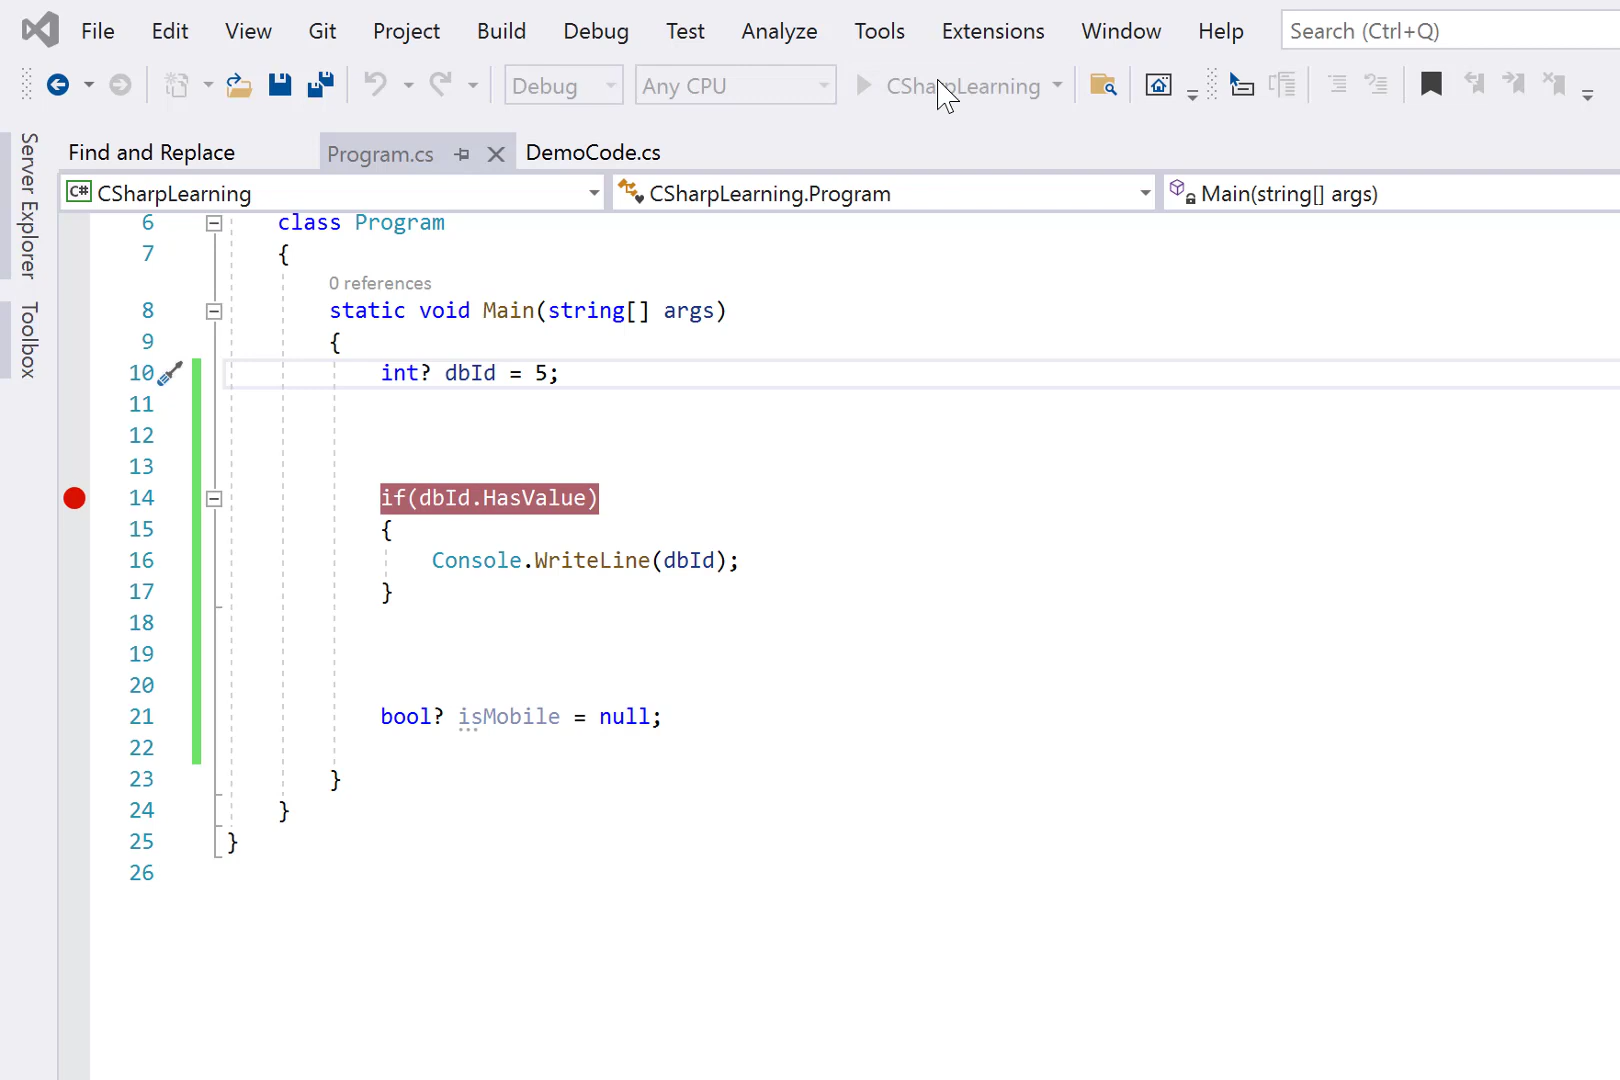 File Edit View Git Project Build Debug Test Analyze Tools Extensions Window Help Search (Ctrl+Q)
Debug Any CPU CSharpLearning
Server Explorer
Toolbox
Find and Replace Program.cs DemoCode.cs
C# CSharpLearning CSharpLearning.Program Main(string[] args)
6 class Program
7 {
0 references
8 static void Main(string[] args)
9 {
10 int? dbId = 5;
11
12
13
14 if(dbId.HasValue)
15 {
16 Console.WriteLine(dbId);
17 }
18
19
20
21 bool? isMobile = null;
22
23 }
24 }
25 }
26